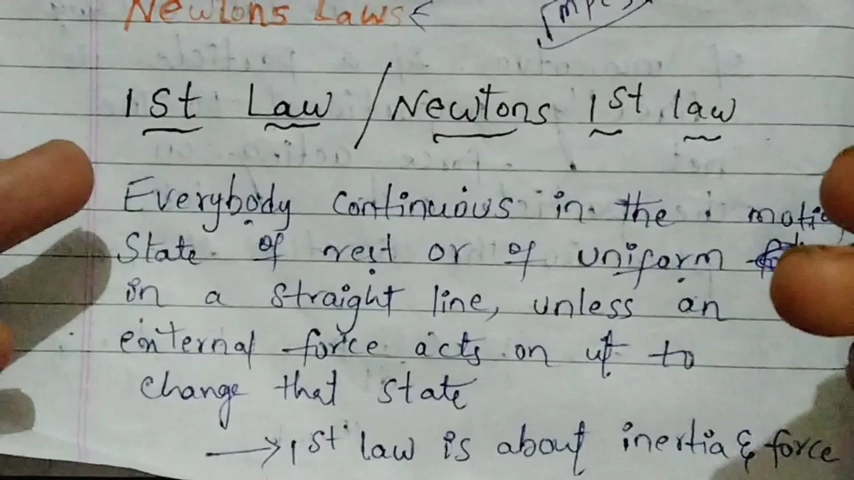 Newtons Laws
1st Law / Newtons 1st law
Everybody continuous in the motio
State of rest or of uniform
in a straight line, unless an
external force acts on it to
change that state
→ 1st law is about inertia & force